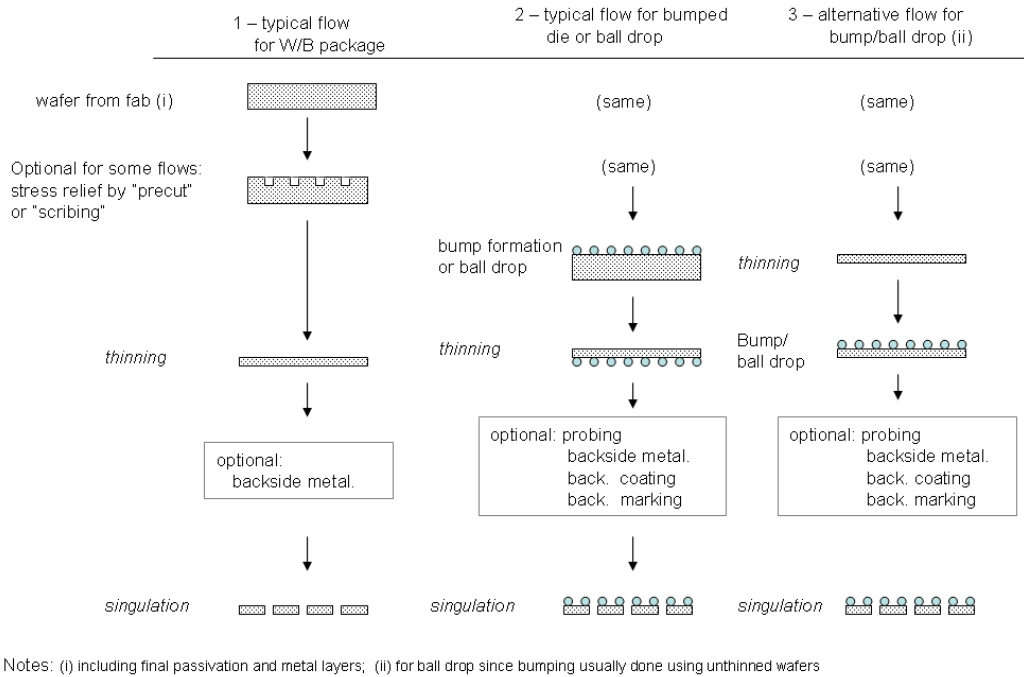 1 – typical flow
for W/B package
2 – typical flow for bumped
die or ball drop
3 – alternative flow for
bump/ball drop (ii)
wafer from fab (i)
(same)
(same)
Optional for some flows:
stress relief by "precut"
or "scribing"
(same)
(same)
bump formation
or ball drop
thinning
thinning
thinning
Bump/
ball drop
optional:
backside metal.
optional: probing
backside metal.
back. coating
back. marking
optional: probing
backside metal.
back. coating
back. marking
singulation
singulation
singulation
Notes: (i) including final passivation and metal layers; (ii) for ball drop since bumping usually done using unthinned wafers